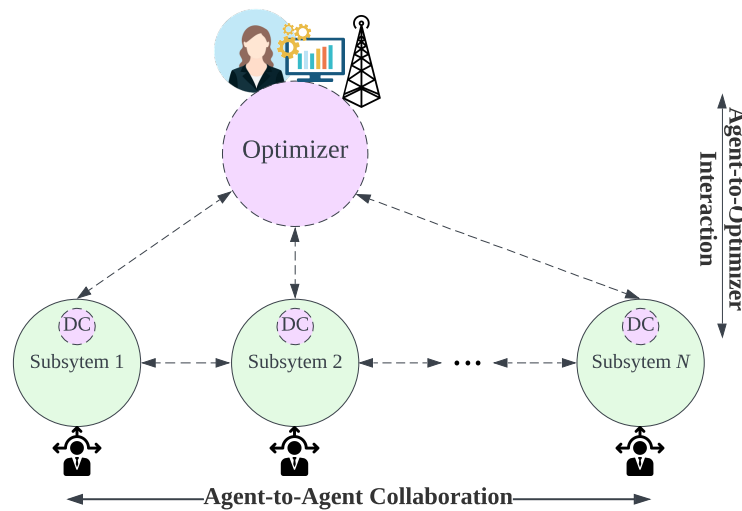 Optimizer
Agent-to-Optimizer
Interaction
DC
Subsytem 1
DC
Subsytem 2
...
DC
Subsytem N
Agent-to-Agent Collaboration